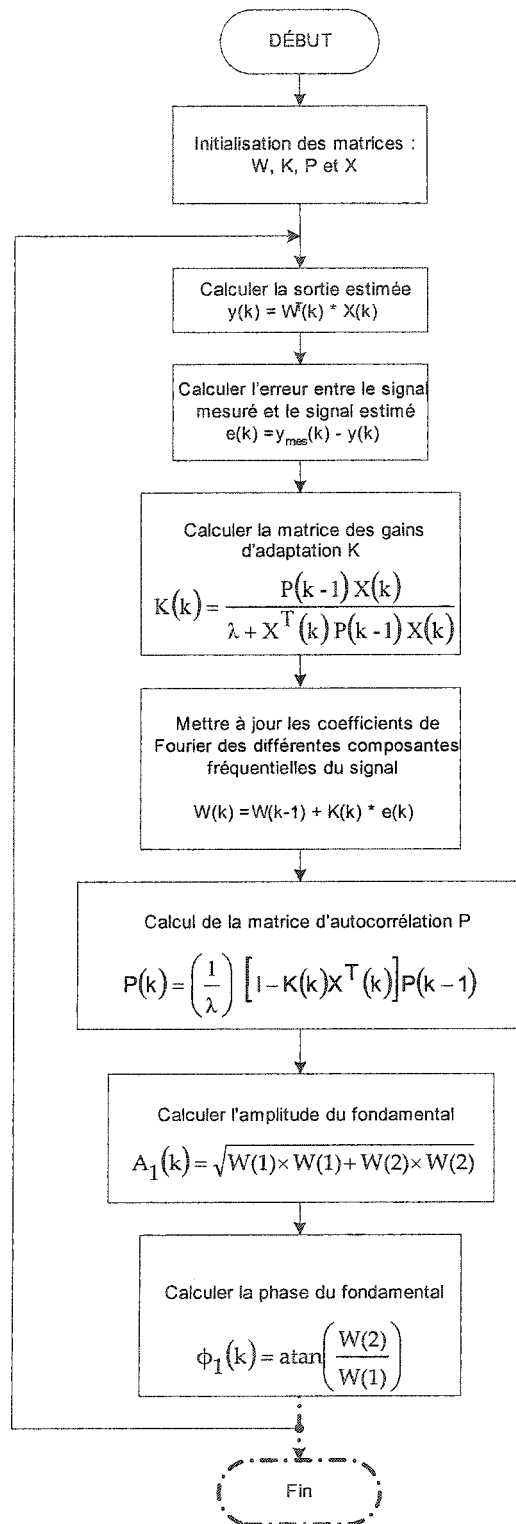 DÉBUT
Initialisation des matrices :
W, K, P et X
Calculer la sortie estimée
y(k) = W^T(k) * X(k)
Calculer l'erreur entre le signal
mesuré et le signal estimé
e(k) =y_mes(k) - y(k)
Calculer la matrice des gains
d'adaptation K
K(k) = P(k-1) X(k) / λ + X^T(k) P(k-1) X(k)
Mettre à jour les coefficients de
Fourier des différentes composantes
fréquentielles du signal
W(k) =W(k-1) + K(k) * e(k)
Calcul de la matrice d'autocorrélation P
P(k) = (1/λ) [I – K(k)X^T(k)]P(k – 1)
Calculer l'amplitude du fondamental
A_1(k) = √W(1)×W(1)+W(2)×W(2)
Calculer la phase du fondamental
ϕ_1(k) = atan(W(2)/W(1))
Fin